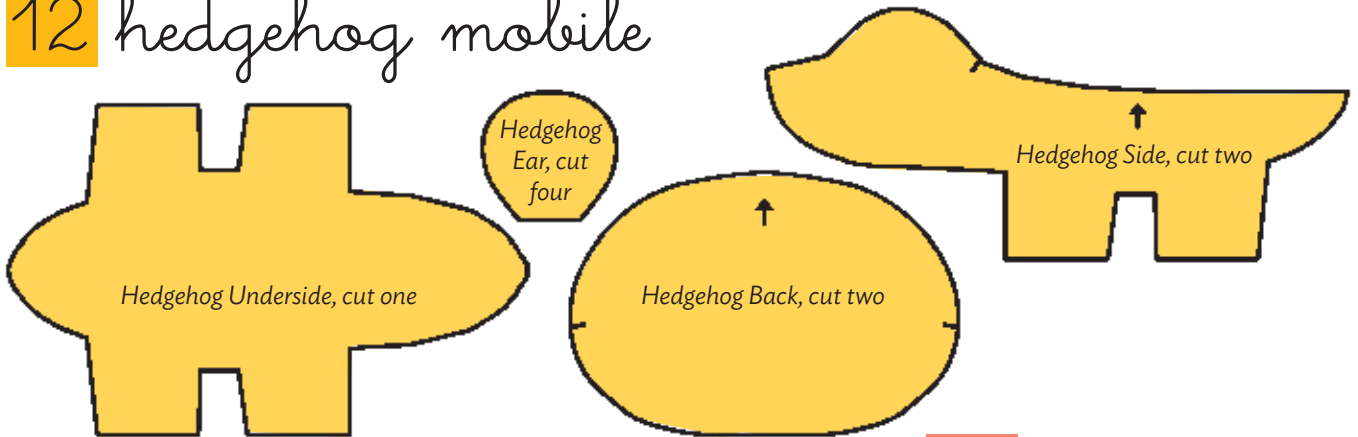 12 hedgehog mobile
Hedgehog
Ear, cut
four
Hedgehog Side, cut two
Hedgehog Underside, cut one
Hedgehog Back, cut two